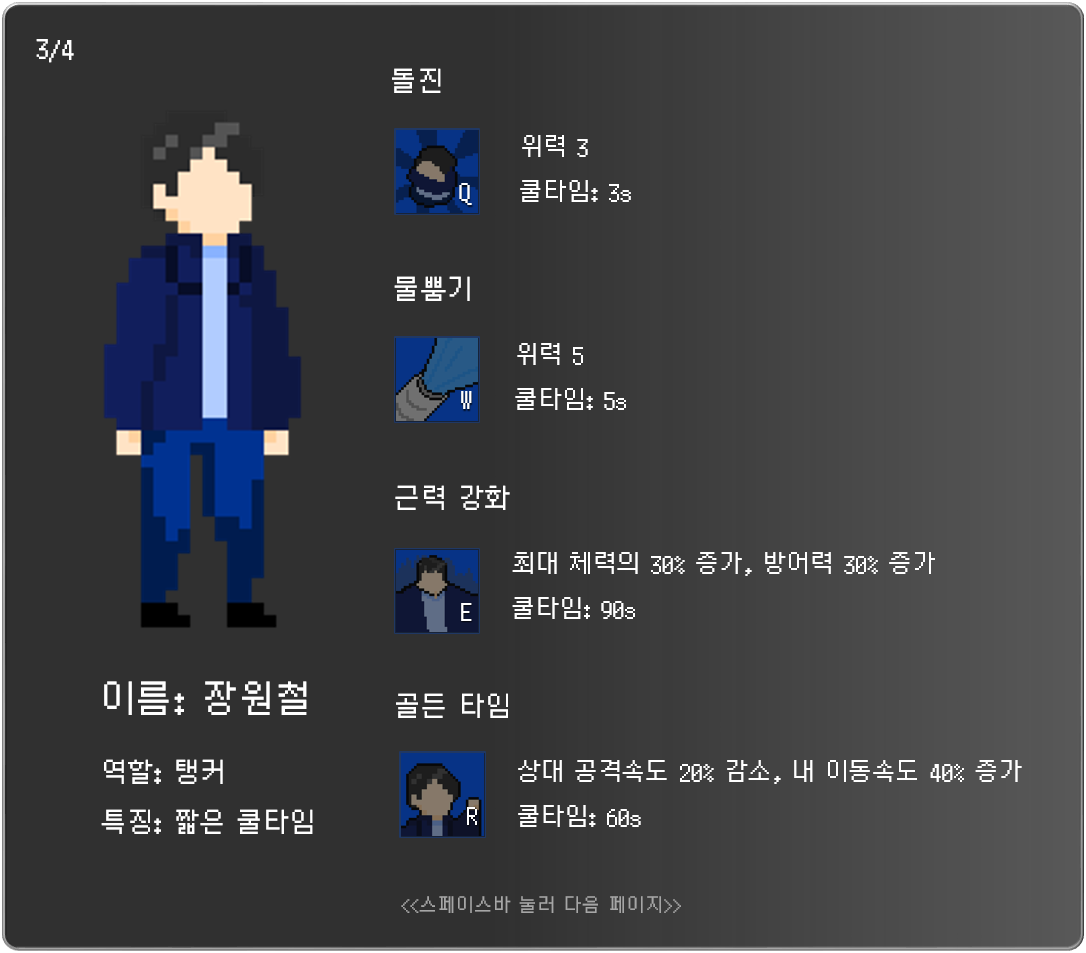 3/4
돌진
Q
위력 3
쿨타임: 3s
물뿜기
W
위력 5
쿨타임: 5s
근력 강화
E
최대 체력의 30% 증가, 방어력 30% 증가
쿨타임: 90s
골든 타임
R
상대 공격속도 20% 감소, 내 이동속도 40% 증가
쿨타임: 60s
이름: 장원철
역할: 탱커
특징: 짧은 쿨타임
<<스페이스바 눌러 다음 페이지>>